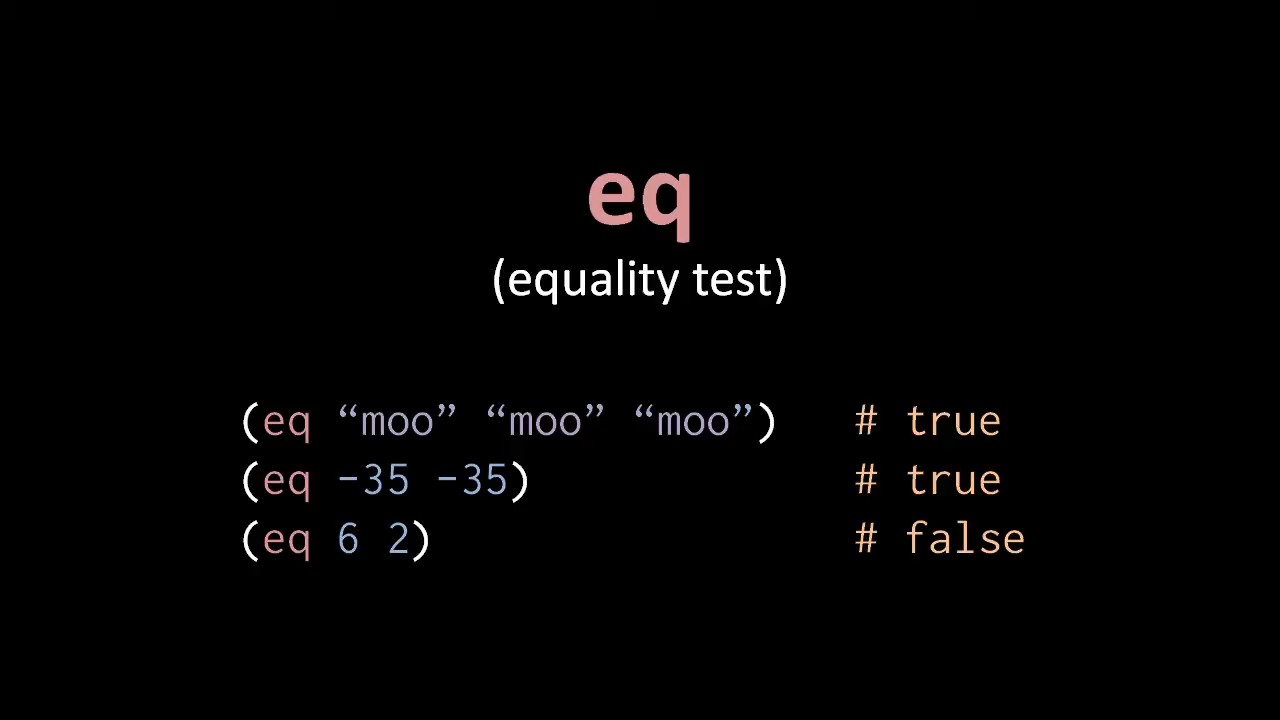 eq
(equality test)
(eq “moo” “moo” “moo”) # true
(eq -35 -35) # true
(eq 6 2) # false